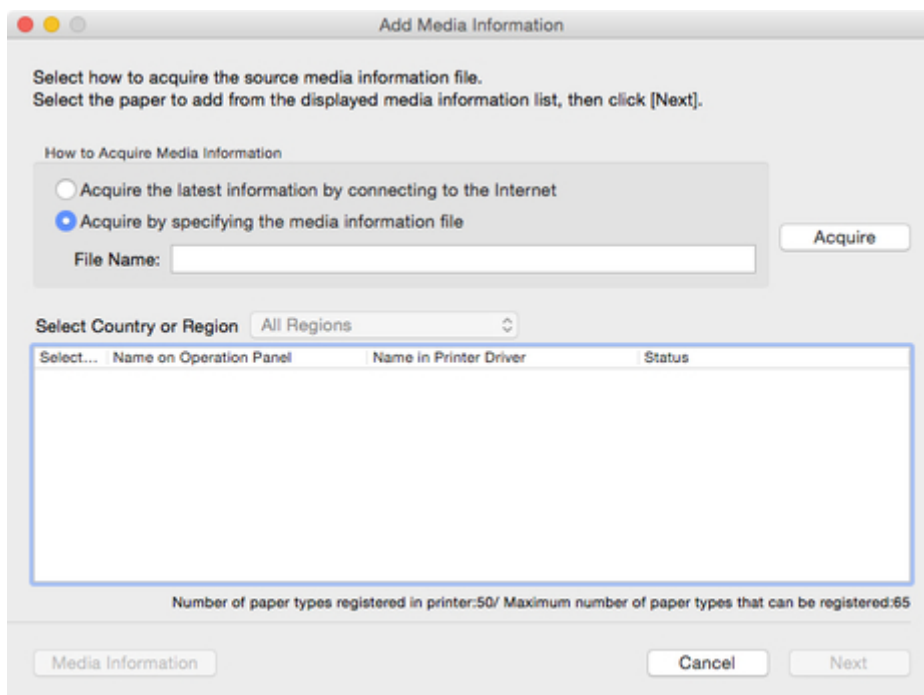 Add Media Information
Select how to acquire the source media information file.
Select the paper to add from the displayed media information list, then click [Next].
How to Acquire Media Information
Acquire the latest information by connecting to the Internet
Acquire by specifying the media information file
Acquire
File Name:
Select Country or Region All Regions
Select... Name on Operation Panel Name in Printer Driver Status
Number of paper types registered in printer:50/ Maximum number of paper types that can be registered:65
Media Information Cancel Next